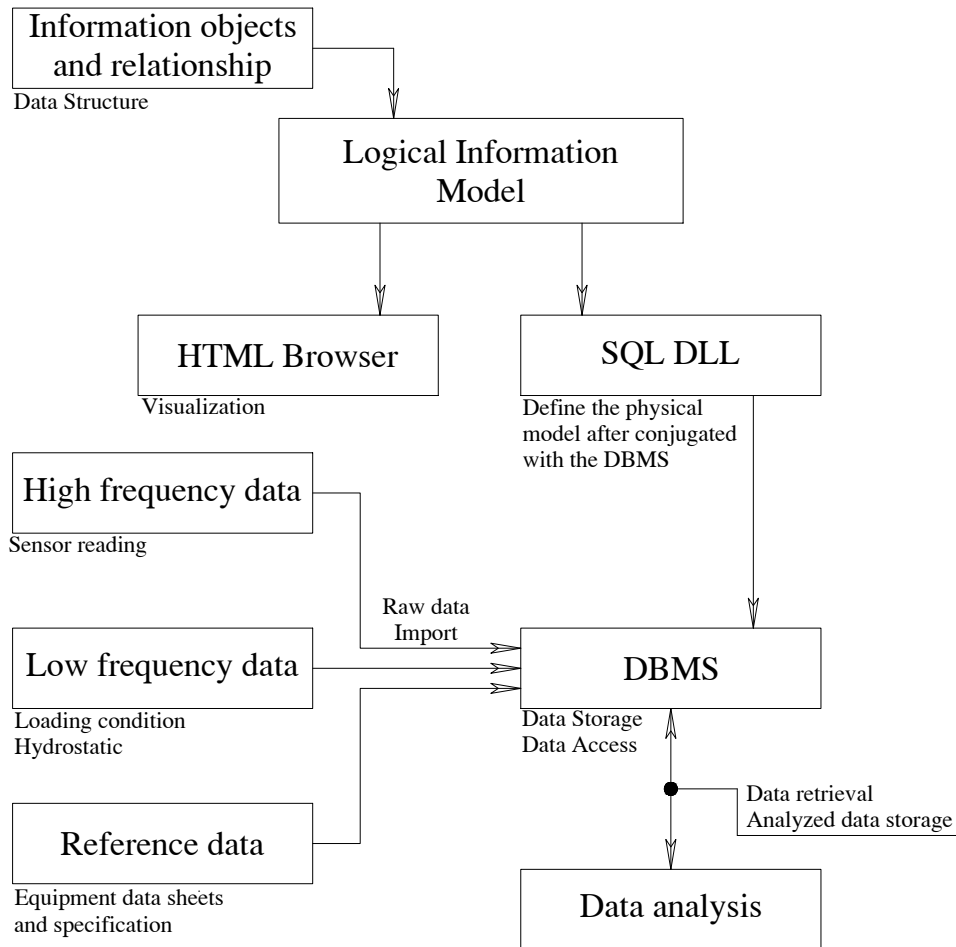 Information objects
and relationship
Data Structure
Logical Information
Model
HTML Browser
Visualization
SQL DLL
Define the physical
model after conjugated
with the DBMS
High frequency data
Sensor reading
Raw data
Import
Low frequency data
Loading condition
Hydrostatic
DBMS
Data Storage
Data Access
Data retrieval
Analyzed data storage
Reference data
Equipment data sheets
and specification
Data analysis